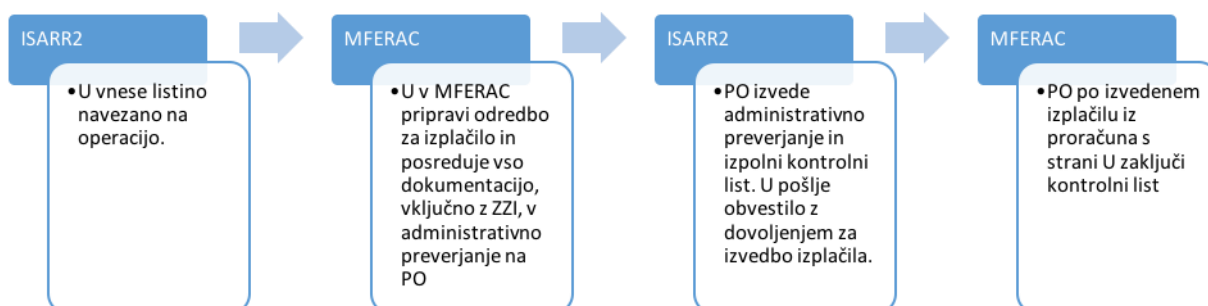 ISARR2
•U vnese listino
navezano na
operacijo.
MFERAC
•U v MFERAC
pripravi odredbo
za izplačilo in
posreduje vso
dokumentacijo,
vključno z ZZI, v
administrativno
preverjanje na
PO
ISARR2
•PO izvede
administrativno
preverjanje in
izpolni kontrolni
list. U pošlje
obvestilo z
dovoljenjem za
izvedbo izplačila.
MFERAC
•PO po izvedenem
izplačilu iz
proračuna s
strani U zaključi
kontrolni list